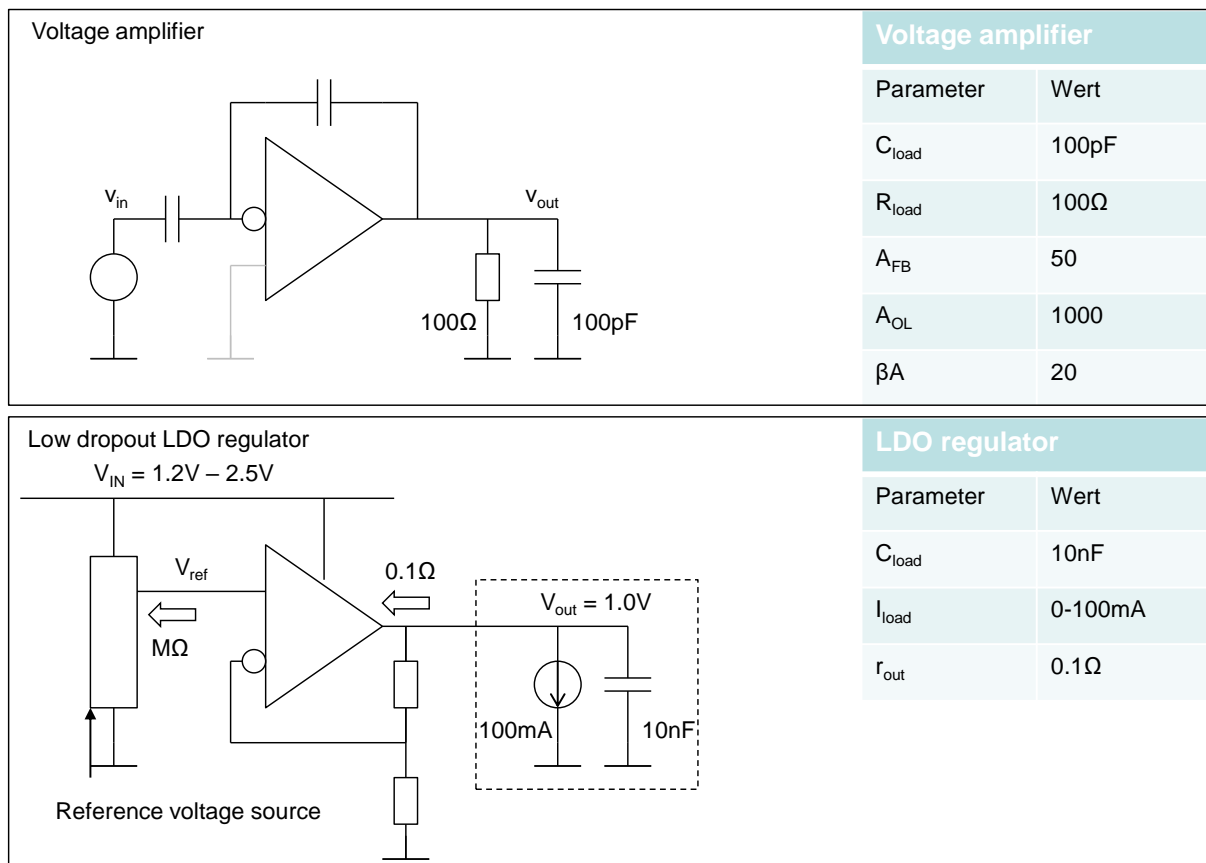 Voltage amplifier
v_in
v_out
100Ω
100pF
Voltage amplifier
Parameter Wert
C_load 100pF
R_load 100Ω
A_FB 50
A_OL 1000
βA 20
Low dropout LDO regulator
V_IN = 1.2V – 2.5V
V_ref
MΩ
0.1Ω
V_out = 1.0V
100mA
10nF
Reference voltage source
LDO regulator
Parameter Wert
C_load 10nF
I_load 0-100mA
r_out 0.1Ω